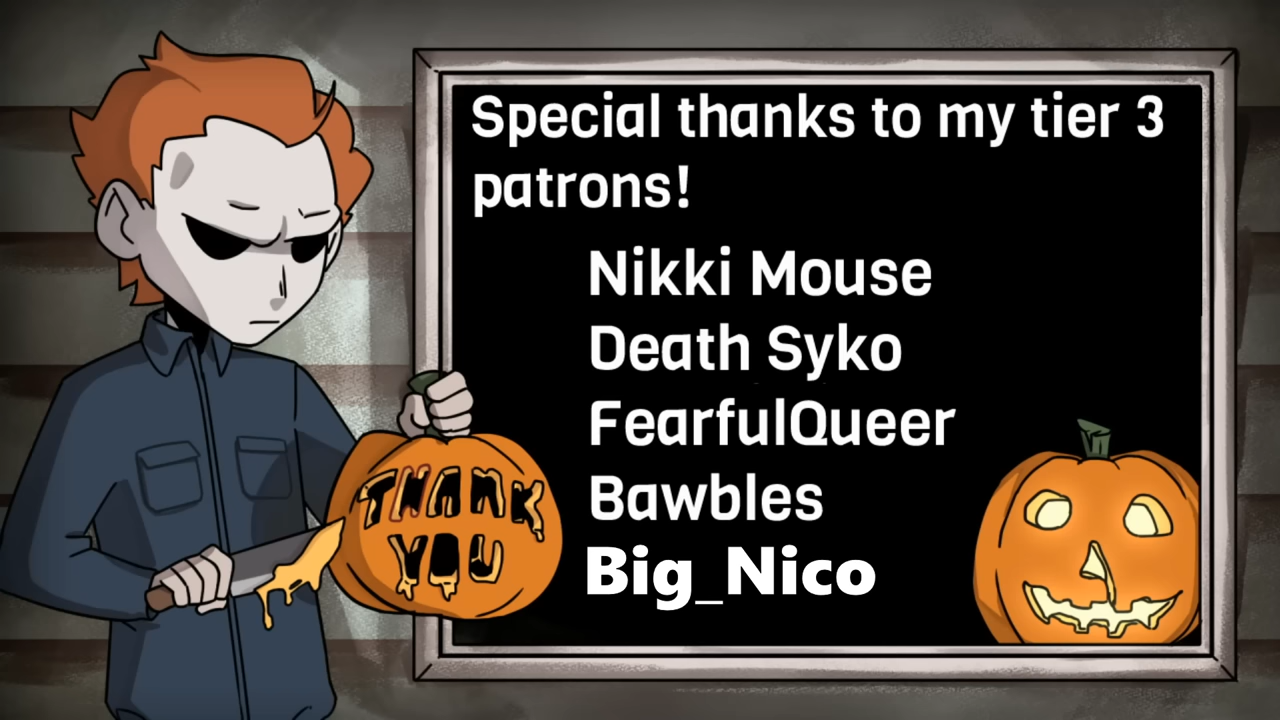 Special thanks to my tier 3
patrons!
Nikki Mouse
Death Syko
FearfulQueer
Bawbles
Big_Nico
THANK
YOU